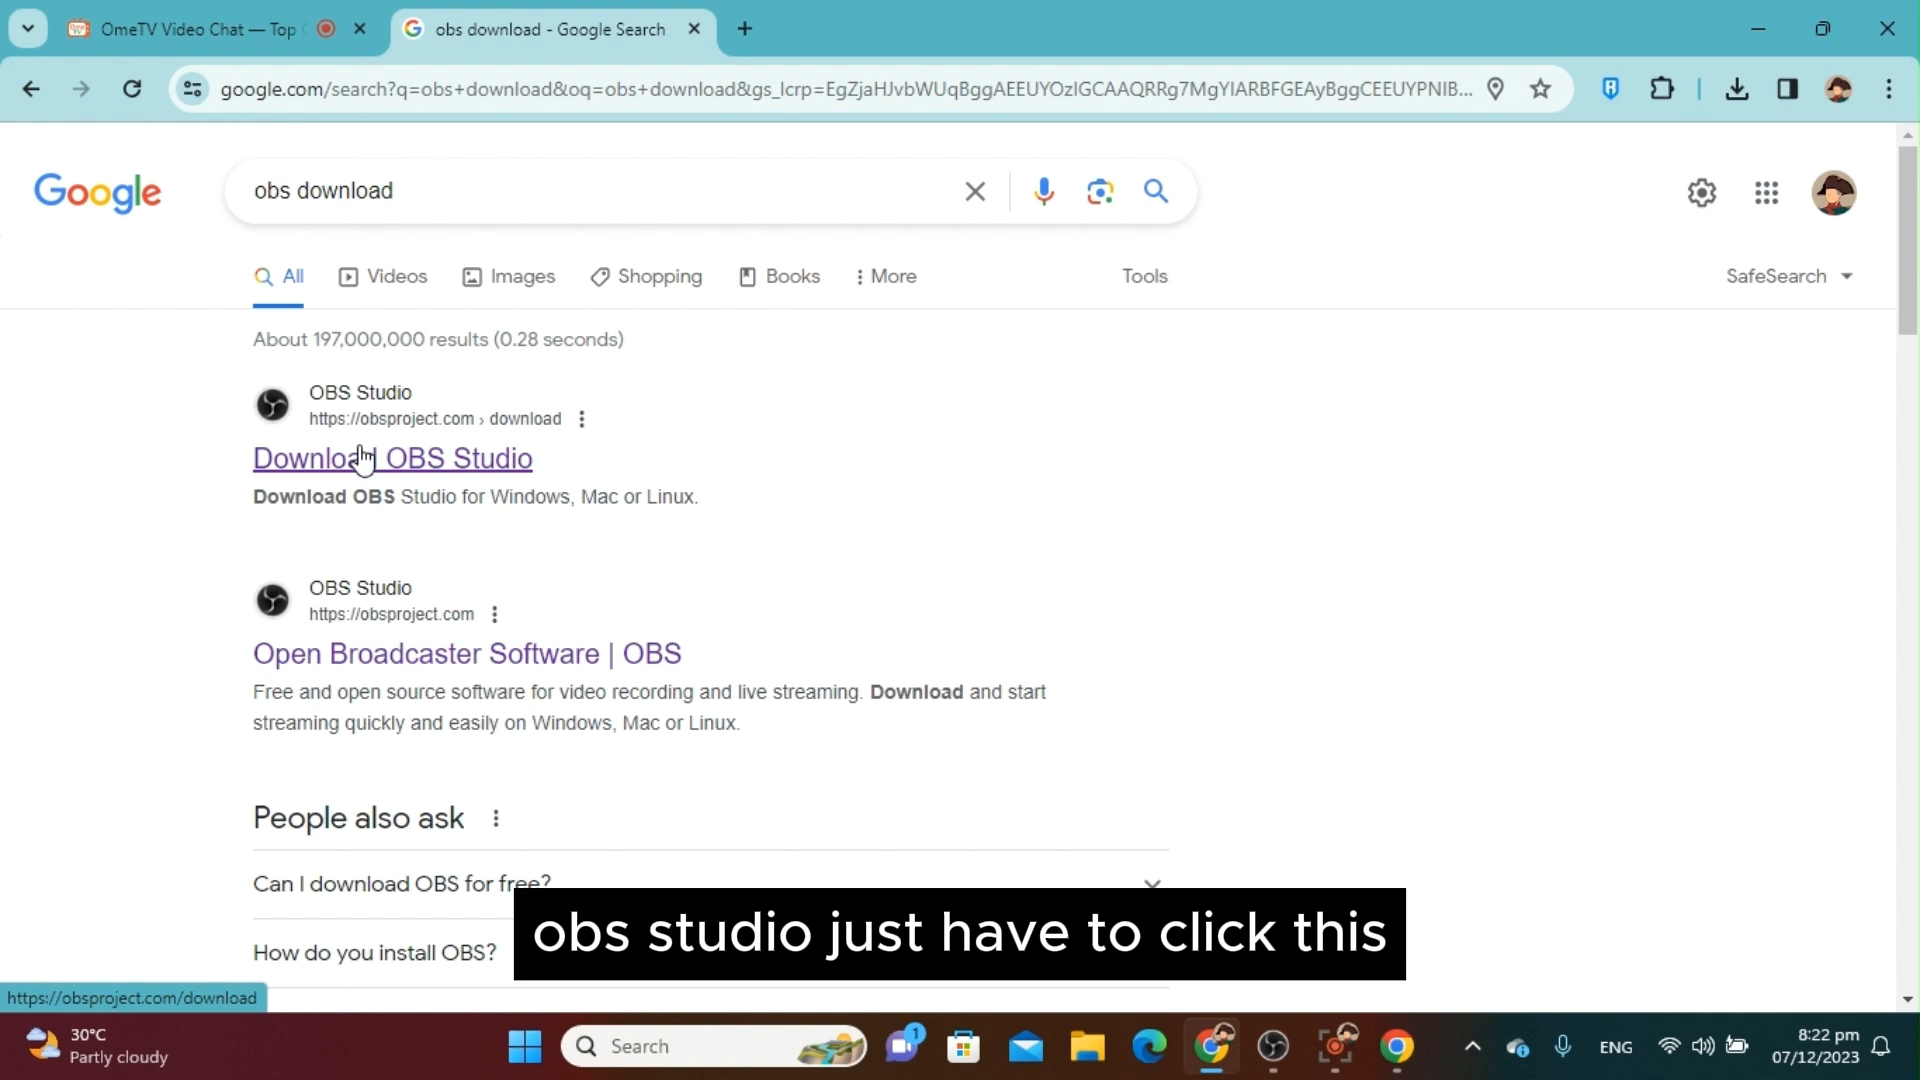 OmeTV Video Chat — Top
obs download - Google Search
google.com/search?q=obs+download&oq=obs+download&gs_lcrp=EgZjaHJvbWUqBggAEEUYOzIGCAAQRRg7MgYIARBFGEAyBggCEEUYPNIB...
Google
obs download
All
Videos
Images
Shopping
Books
More
Tools
SafeSearch
About 197,000,000 results (0.28 seconds)
OBS Studio
https://obsproject.com › download
Download OBS Studio
Download OBS Studio for Windows, Mac or Linux.
OBS Studio
https://obsproject.com
Open Broadcaster Software | OBS
Free and open source software for video recording and live streaming. Download and start
streaming quickly and easily on Windows, Mac or Linux.
People also ask
Can I download OBS for free?
How do you install OBS?
obs studio just have to click this
https://obsproject.com/download
30°C
Partly cloudy
Search
1
ENG
8:22 pm
07/12/2023